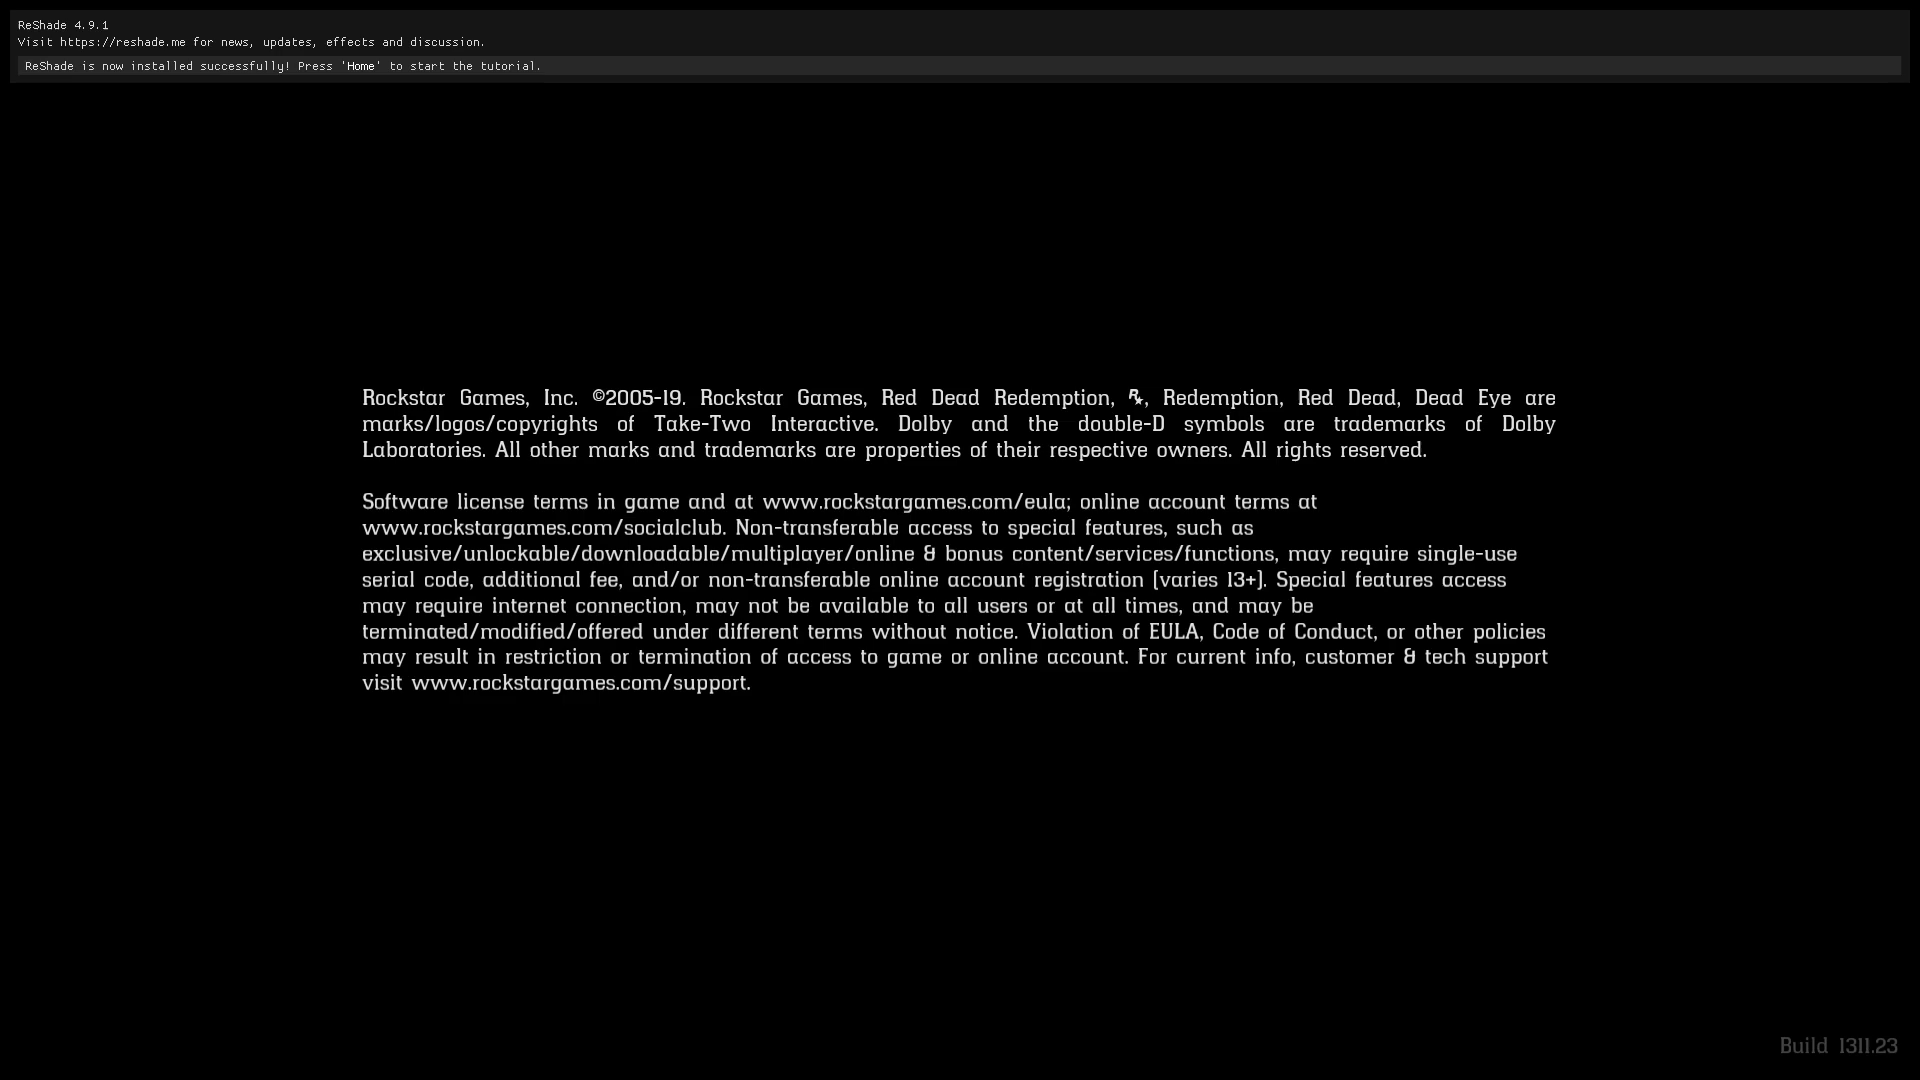 ReShade 4.9.1
Visit https://reshade.me for news, updates, effects and discussion.
ReShade is now installed successfully! Press 'Home' to start the tutorial.
Rockstar Games, Inc. ©2005-19. Rockstar Games, Red Dead Redemption, R★, Redemption, Red Dead, Dead Eye are
marks/logos/copyrights of Take-Two Interactive. Dolby and the double-D symbols are trademarks of Dolby
Laboratories. All other marks and trademarks are properties of their respective owners. All rights reserved.
Software license terms in game and at www.rockstargames.com/eula; online account terms at
www.rockstargames.com/socialclub. Non-transferable access to special features, such as
exclusive/unlockable/downloadable/multiplayer/online & bonus content/services/functions, may require single-use
serial code, additional fee, and/or non-transferable online account registration (varies 13+). Special features access
may require internet connection, may not be available to all users or at all times, and may be
terminated/modified/offered under different terms without notice. Violation of EULA, Code of Conduct, or other policies
may result in restriction or termination of access to game or online account. For current info, customer & tech support
visit www.rockstargames.com/support.
Build 1311.23